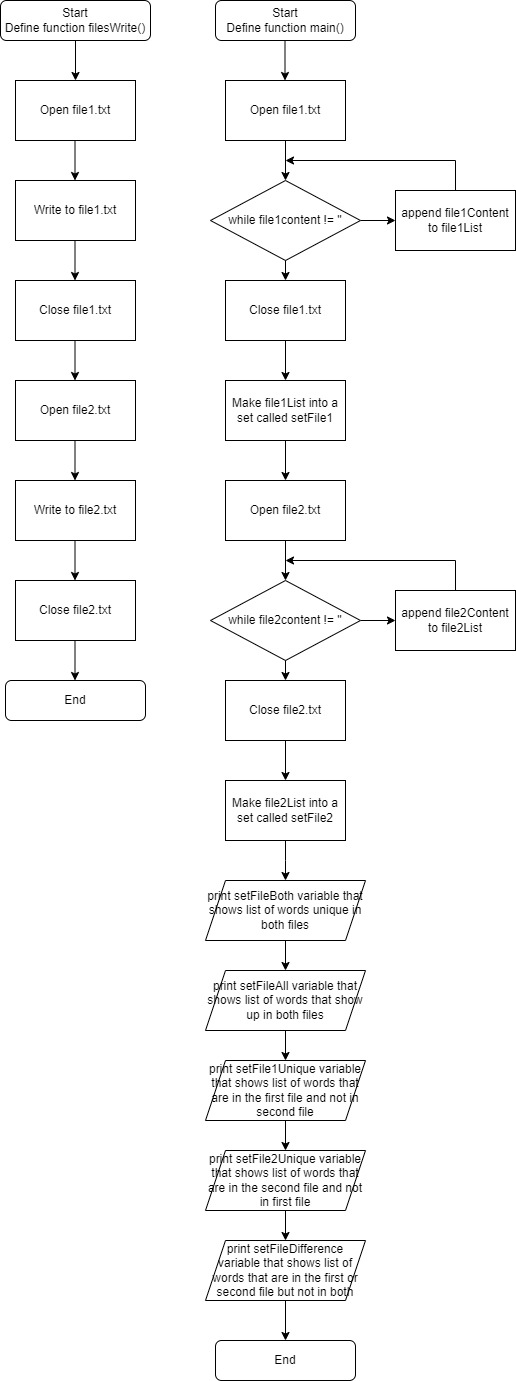 Start
Define function filesWrite()
Open file1.txt
Write to file1.txt
Close file1.txt
Open file2.txt
Write to file2.txt
Close file2.txt
End
Start
Define function main()
Open file1.txt
while file1content != "
append file1Content
to file1List
Close file1.txt
Make file1List into a
set called setFile1
Open file2.txt
while file2content != "
append file2Content
to file2List
Close file2.txt
Make file2List into a
set called setFile2
print setFileBoth variable that
shows list of words unique in
both files
print setFileAll variable that
shows list of words that show
up in both files
print setFile1Unique variable
that shows list of words that
are in the first file and not in
second file
print setFile2Unique variable
that shows list of words that
are in the second file and not
in first file
print setFileDifference
variable that shows list of
words that are in the first or
second file but not in both
End